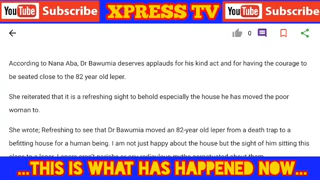 YouTube Subscribe XPRESS TV YouTube Subscribe
0
According to Nana Aba, Dr Bawumia deserves applauds for his kind act and for having the courage to
be seated close to the 82 year old leper.
She reiterated that it is a refreshing sight to behold especially the house he has moved the poor
woman to.
She wrote; Refreshing to see that Dr Bawumia moved an 82-year old leper from a death trap to a
befitting house for a human being. I am not just happy about the house but the sight of him sitting this
...THIS IS WHAT HAS HAPPENED NOW...